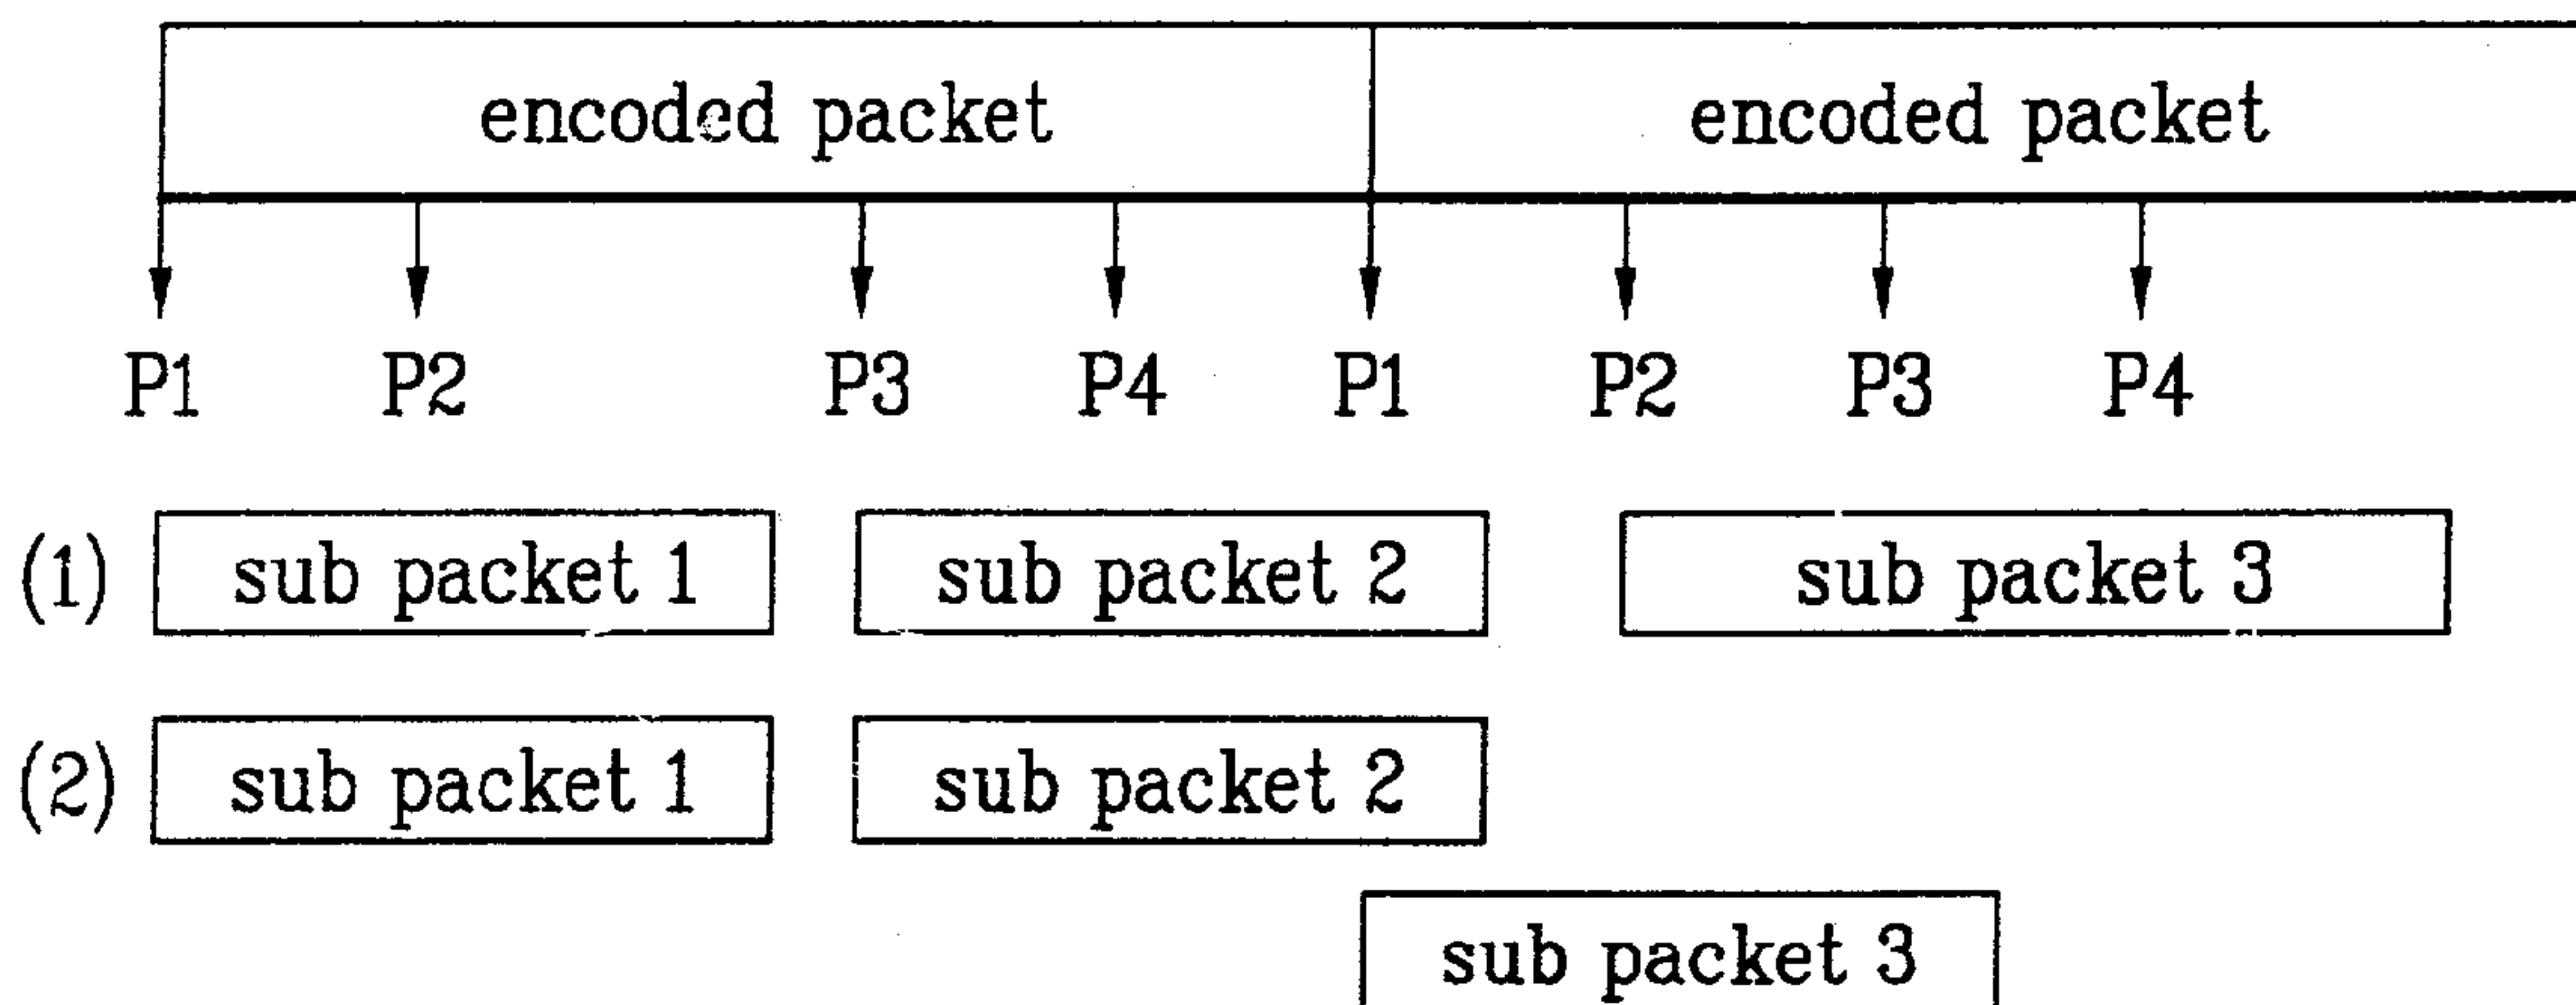 encoded packet encoded packet
P1 P2 P3 P4 P1 P2 P3 P4
(1) sub packet 1 sub packet 2 sub packet 3
(2) sub packet 1 sub packet 2
sub packet 3